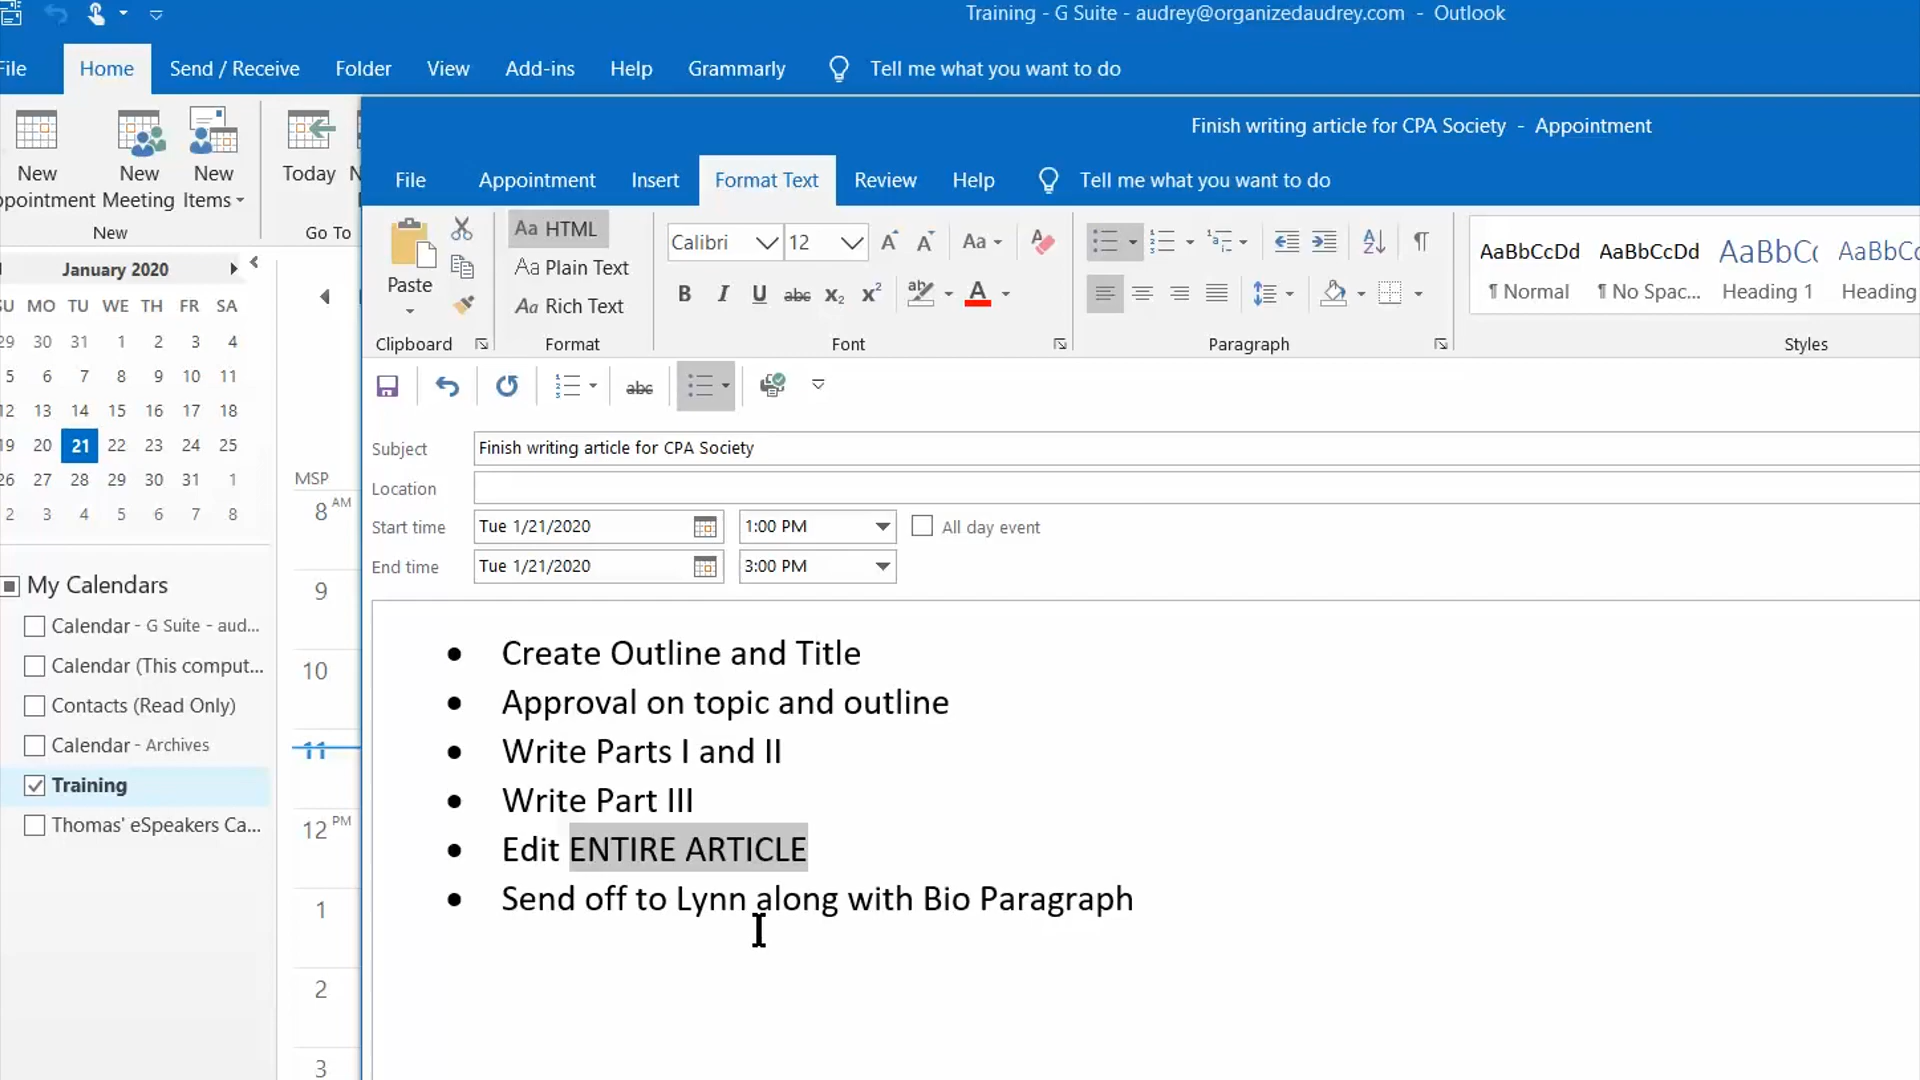 Training - G Suite - audrey@organizedaudrey.com - Outlook
File Home Send / Receive Folder View Add-ins Help Grammarly Tell me what you want to do
Finish writing article for CPA Society - Appointment
New
Appointment
New
Meeting
New
Items
Today
New
Go To
File Appointment Insert Format Text Review Help Tell me what you want to do
Paste
Aa HTML
Aa Plain Text
Aa Rich Text
Calibri 12
Aa
B I U abc X₂ X² ab A
AaBbCcDd AaBbCcDd AaBbC AaBbC
¶ Normal ¶ No Spac... Heading 1 Heading
Clipboard Format Font Paragraph Styles
abc
January 2020
SU MO TU WE TH FR SA
29 30 31 1 2 3 4
5 6 7 8 9 10 11
12 13 14 15 16 17 18
19 20 21 22 23 24 25
26 27 28 29 30 31 1
2 3 4 5 6 7 8
My Calendars
Calendar - G Suite - aud...
Calendar (This comput...
Contacts (Read Only)
Calendar - Archives
Training
Thomas' eSpeakers Ca...
MSP
8 AM
9
10
11
12 PM
1
2
3
Subject Finish writing article for CPA Society
Location
Start time Tue 1/21/2020 1:00 PM All day event
End time Tue 1/21/2020 3:00 PM
• Create Outline and Title
• Approval on topic and outline
• Write Parts I and II
• Write Part III
• Edit ENTIRE ARTICLE
• Send off to Lynn along with Bio Paragraph